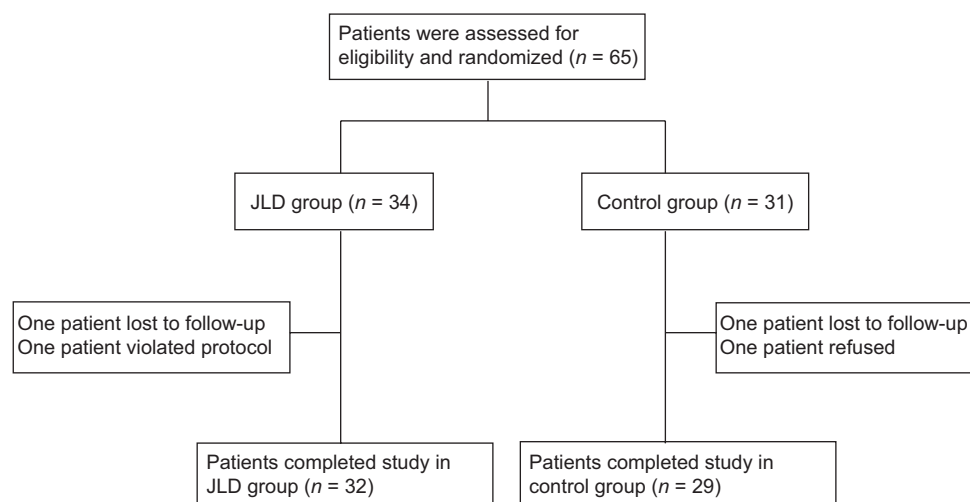 Patients were assessed for
eligibility and randomized (n = 65)
JLD group (n = 34)
Control group (n = 31)
One patient lost to follow-up
One patient violated protocol
One patient lost to follow-up
One patient refused
Patients completed study in
JLD group (n = 32)
Patients completed study in
control group (n = 29)